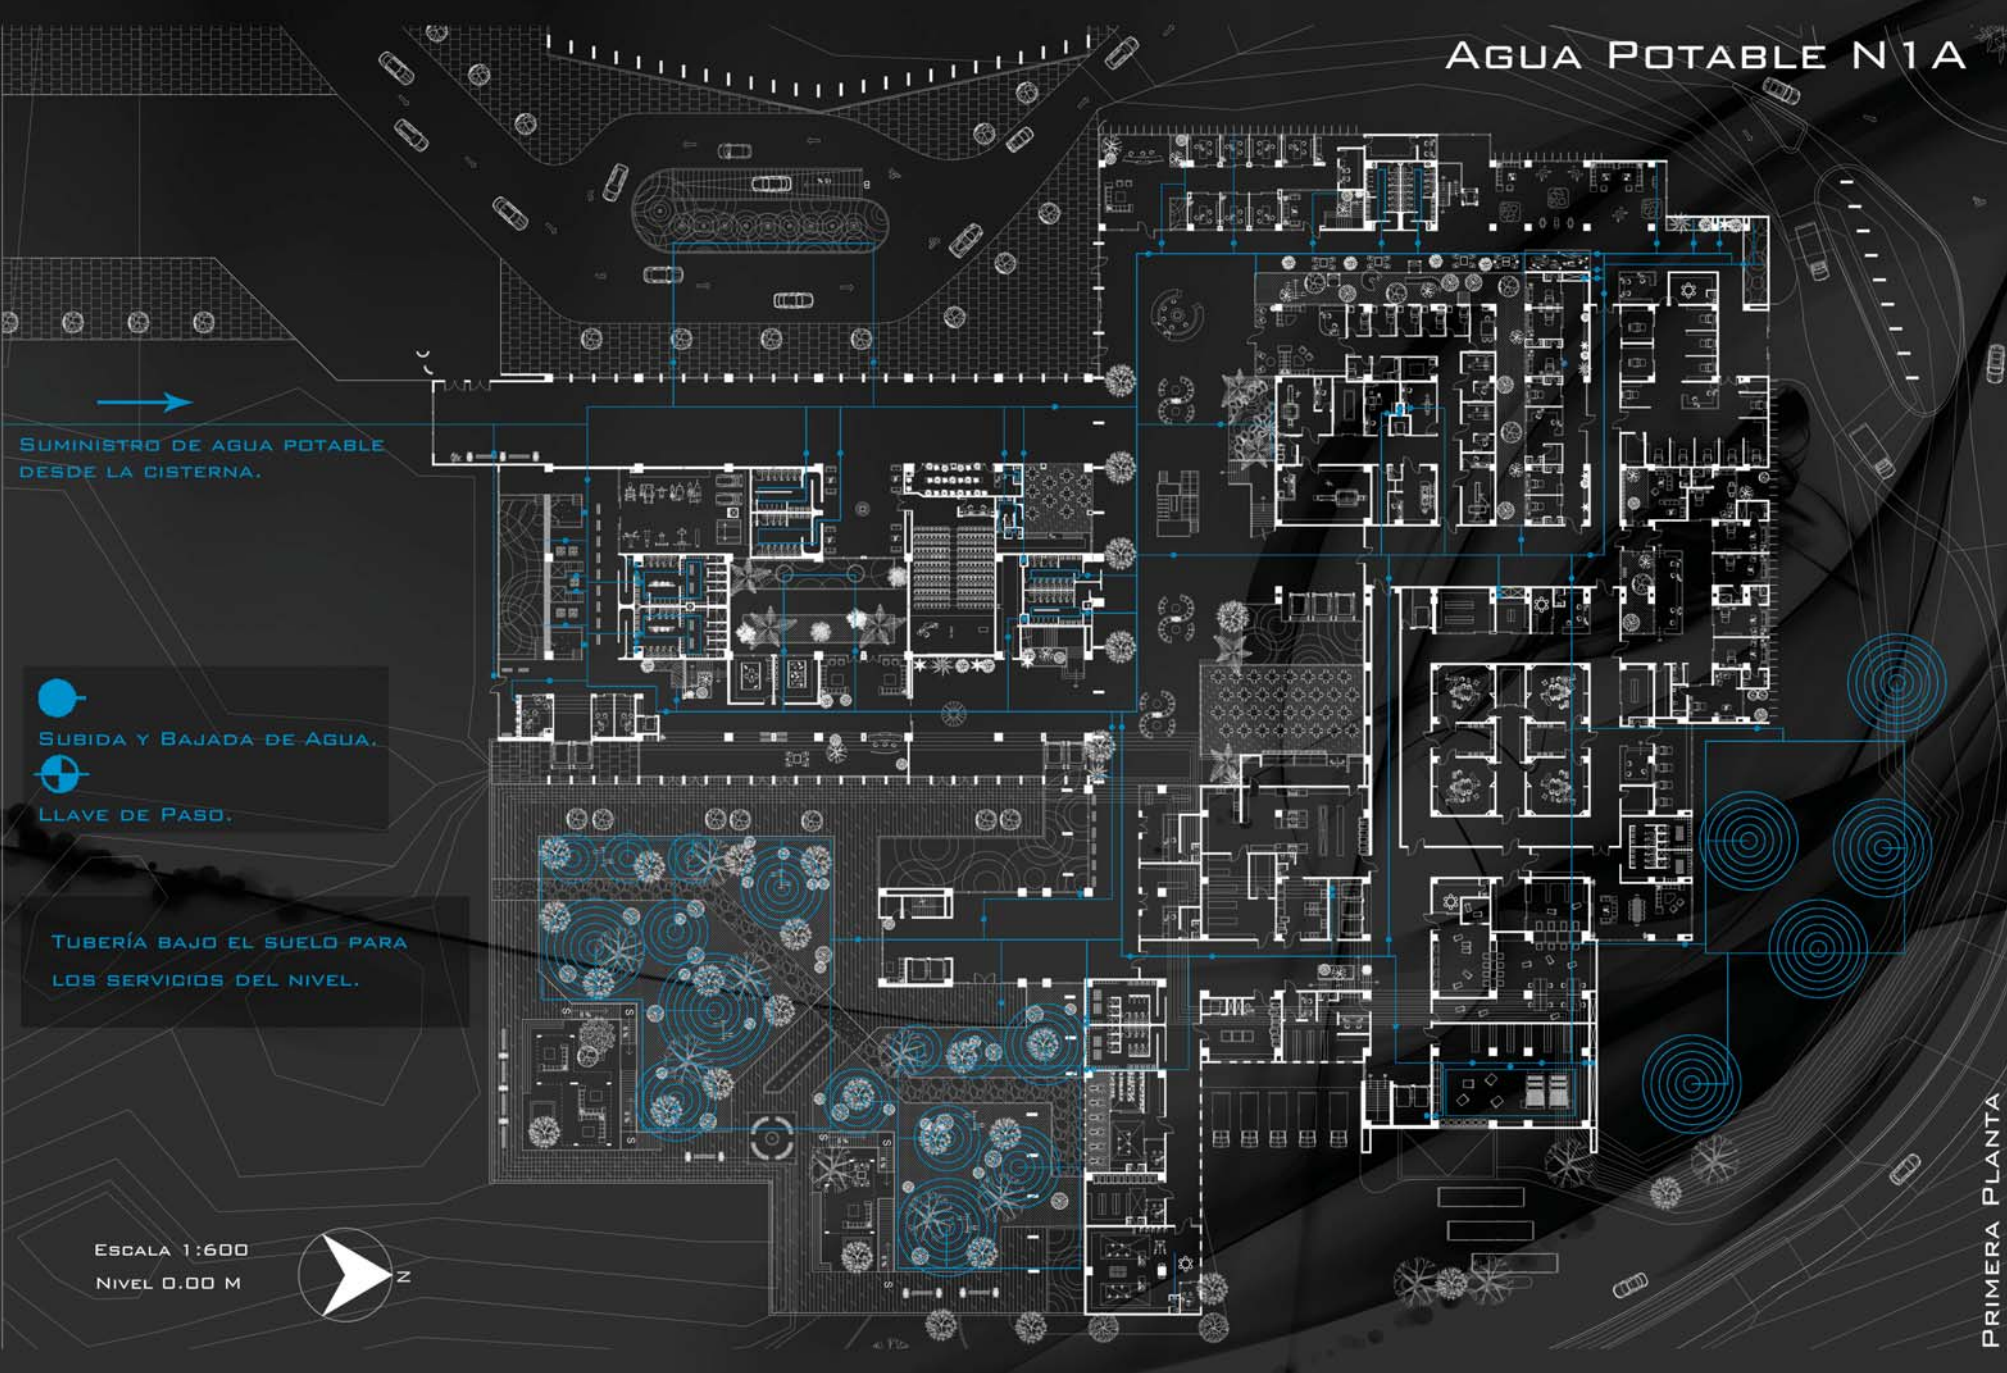 AGUA POTABLE N1A
SUMINISTRO DE AGUA POTABLE
DESDE LA CISTERNA.
SUBIDA Y BAJADA DE AGUA.
LLAVE DE PASO.
TUBERÍA BAJO EL SUELO PARA
LOS SERVICIOS DEL NIVEL.
ESCALA 1:600
NIVEL 0.00 M
N
PRIMERA PLANTA